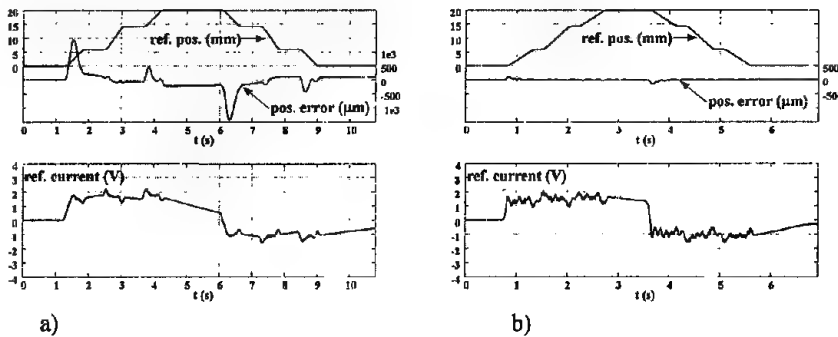 20
15
10
5
0
ref. pos. (mm)
1e3
500
0
-500
1e3
pos. error (μm)
0 1 2 3 4 5 6 7 8 9 10
t (s)
4
3
2
1
0
-1
-2
-3
-4
ref. current (V)
0 1 2 3 4 5 6 7 8 9 10
t (s)
a)
20
15
10
5
0
ref. pos. (mm)
500
0
-500
pos. error (μm)
0 1 2 3 4 5 6
t (s)
4
3
2
1
0
-1
-2
-3
-4
ref. current (V)
0 1 2 3 4 5 6
t (s)
b)